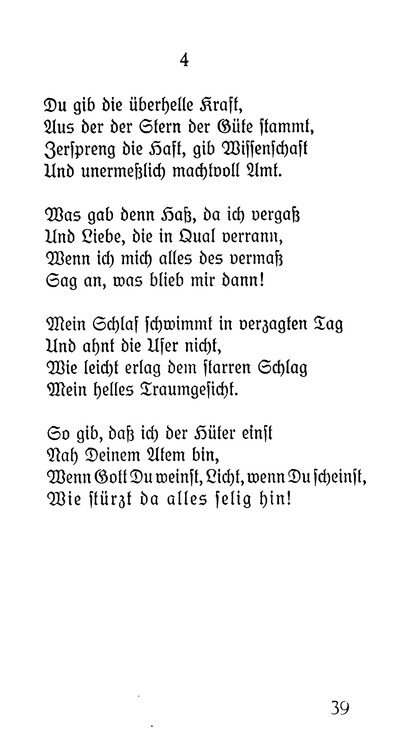 4
Du gib die überhelle Kraft,
Aus der der Stern der Güte stammt,
Zerspreng die Haft, gib Wissenschaft
Und unermeßlich machtvoll Amt.
Was gab denn Haß, da ich vergaß
Und Liebe, die in Qual verrann,
Wenn ich mich alles des vermaß
Sag an, was blieb mir dann!
Mein Schlaf schwimmt in verzagten Tag
Und ahnt die Ufer nicht,
Wie leicht erlag dem starren Schlag
Mein helles Traumgesicht.
So gib, daß ich der Hüter einst
Nah Deinem Atem bin,
Wenn Gott Du weinst, Licht, wenn Du scheinst,
Wie stürzt da alles selig hin!
39